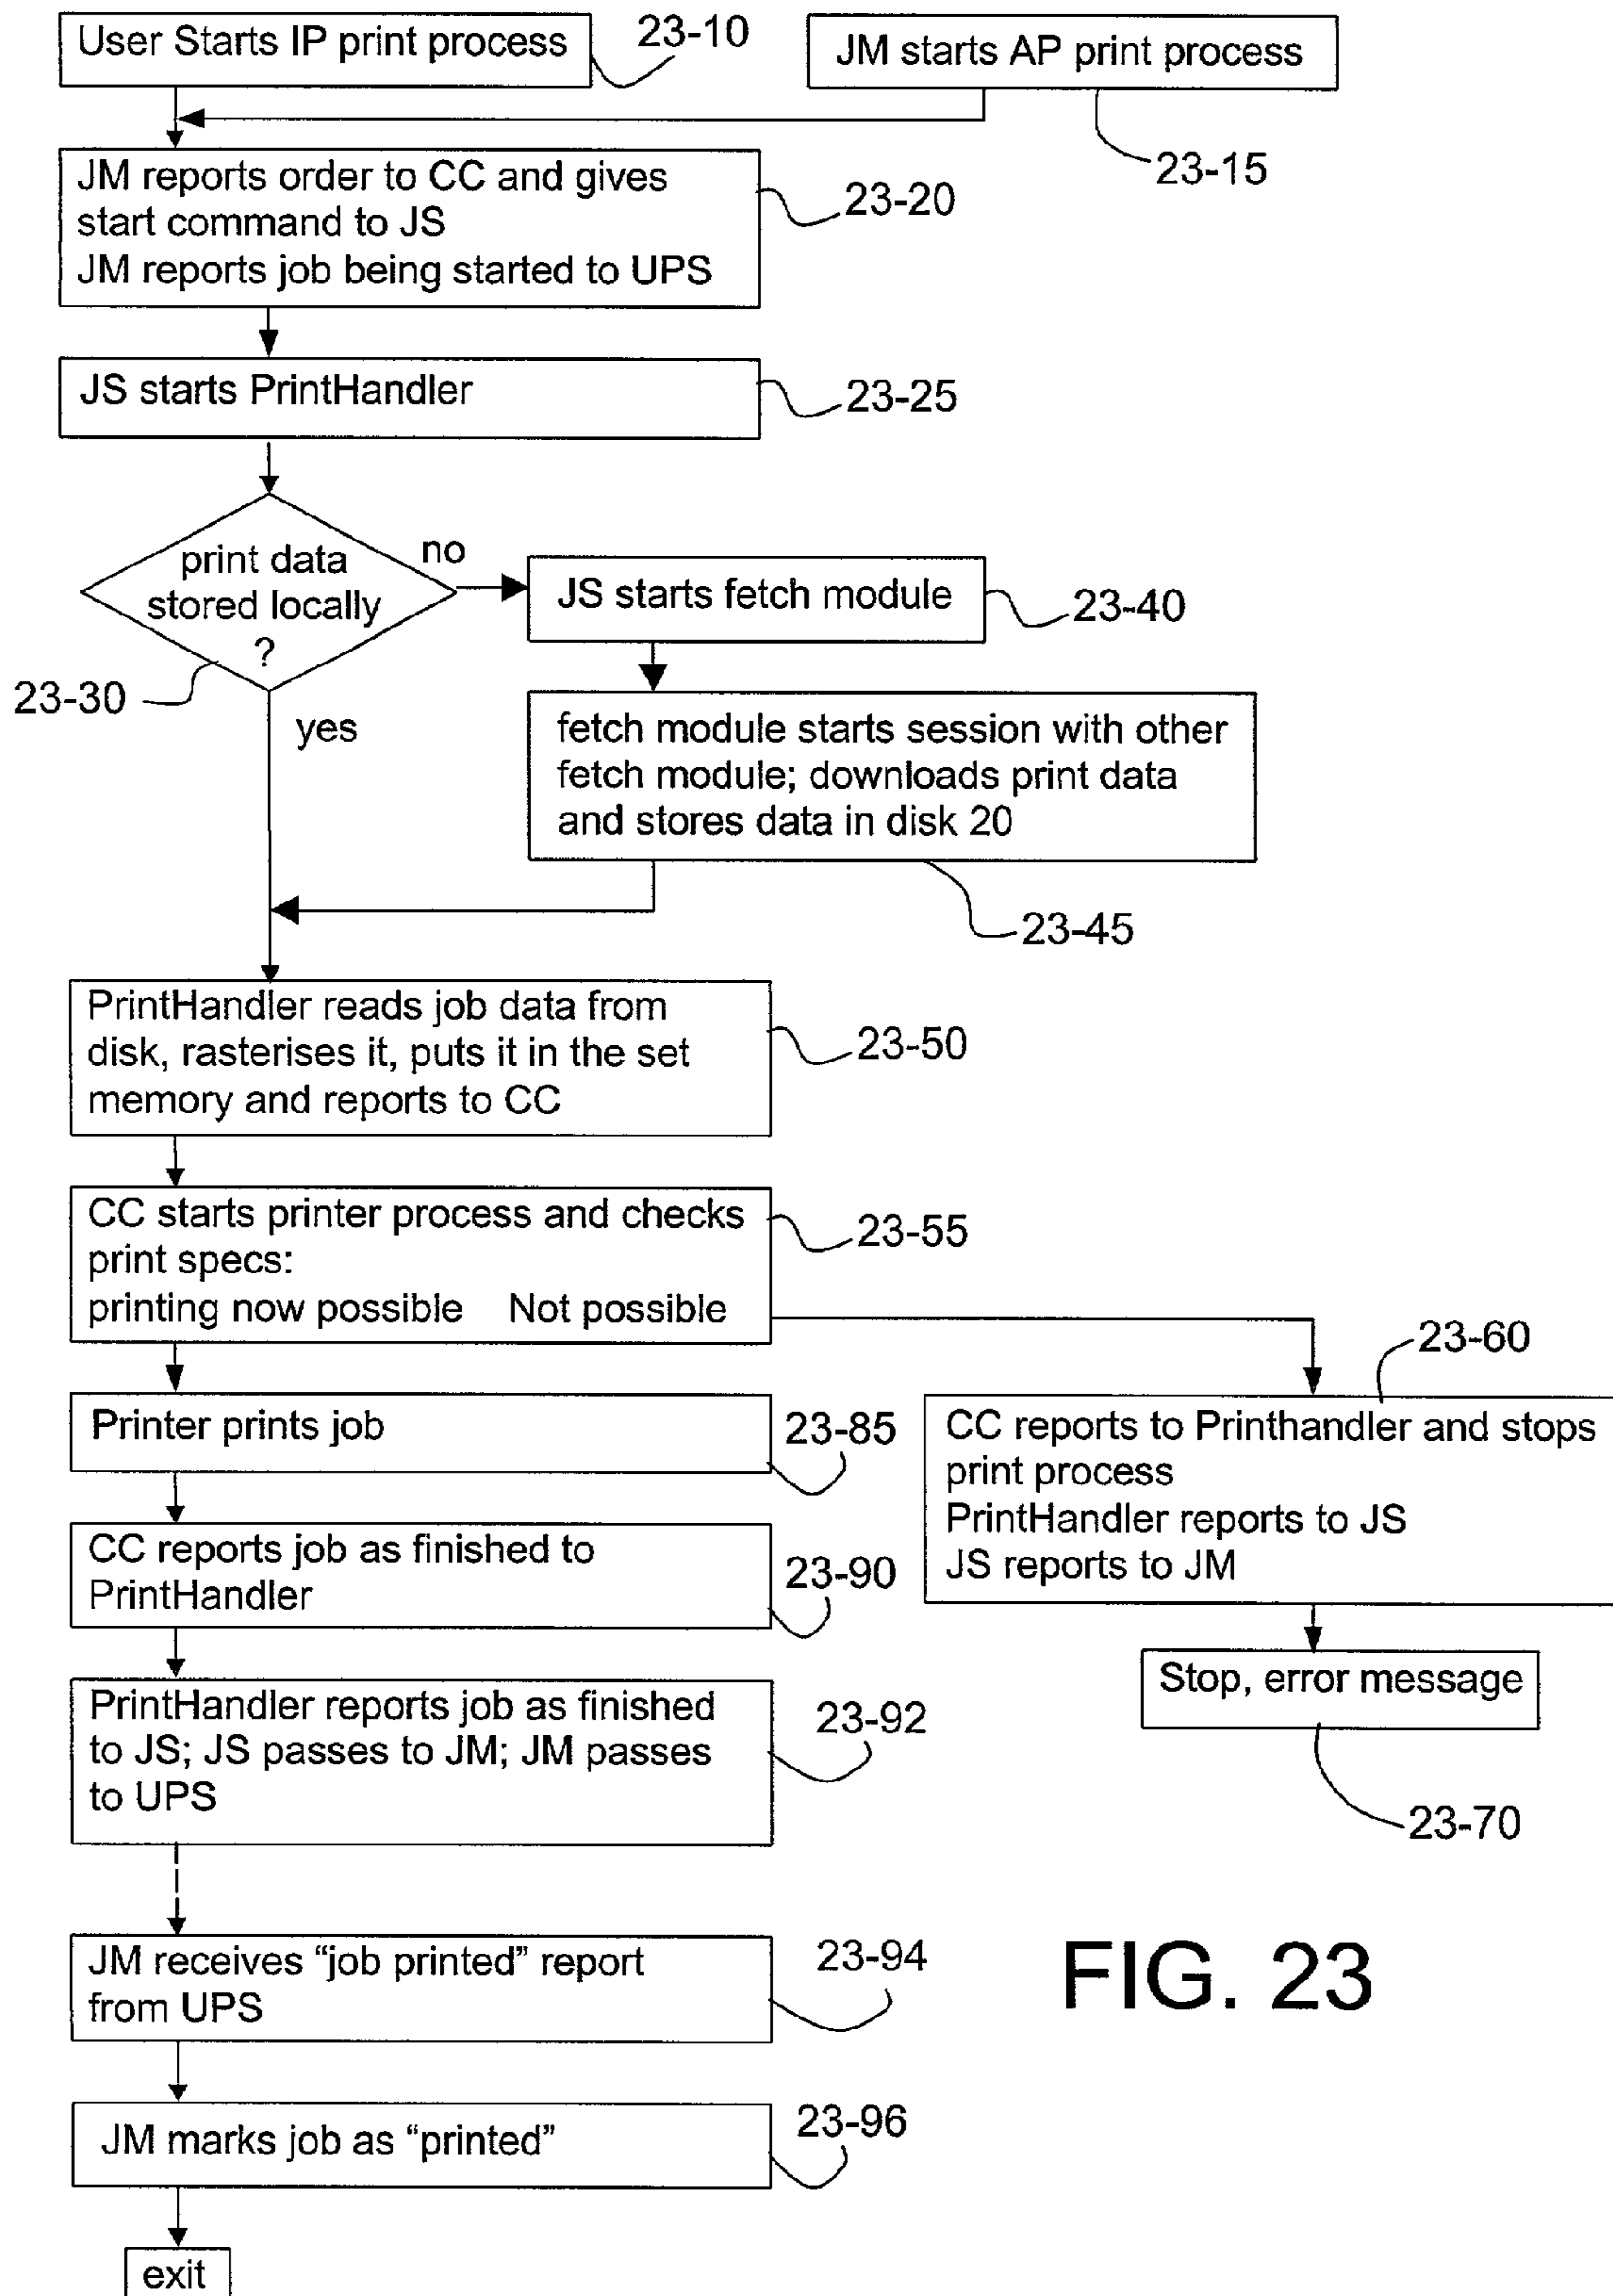 User Starts IP print process
23-10
JM starts AP print process
23-15
JM reports order to CC and gives
start command to JS
JM reports job being started to UPS
23-20
JS starts PrintHandler
23-25
print data
stored locally
?
no
23-30
yes
JS starts fetch module
23-40
fetch module starts session with other
fetch module; downloads print data
and stores data in disk 20
23-45
PrintHandler reads job data from
disk, rasterises it, puts it in the set
memory and reports to CC
23-50
CC starts printer process and checks
print specs:
printing now possible Not possible
23-55
23-60
Printer prints job
23-85
CC reports to Printhandler and stops
print process
PrintHandler reports to JS
JS reports to JM
CC reports job as finished to
PrintHandler
23-90
Stop, error message
23-70
PrintHandler reports job as finished
to JS; JS passes to JM; JM passes
to UPS
23-92
JM receives “job printed” report
from UPS
23-94
FIG. 23
JM marks job as “printed”
23-96
exit